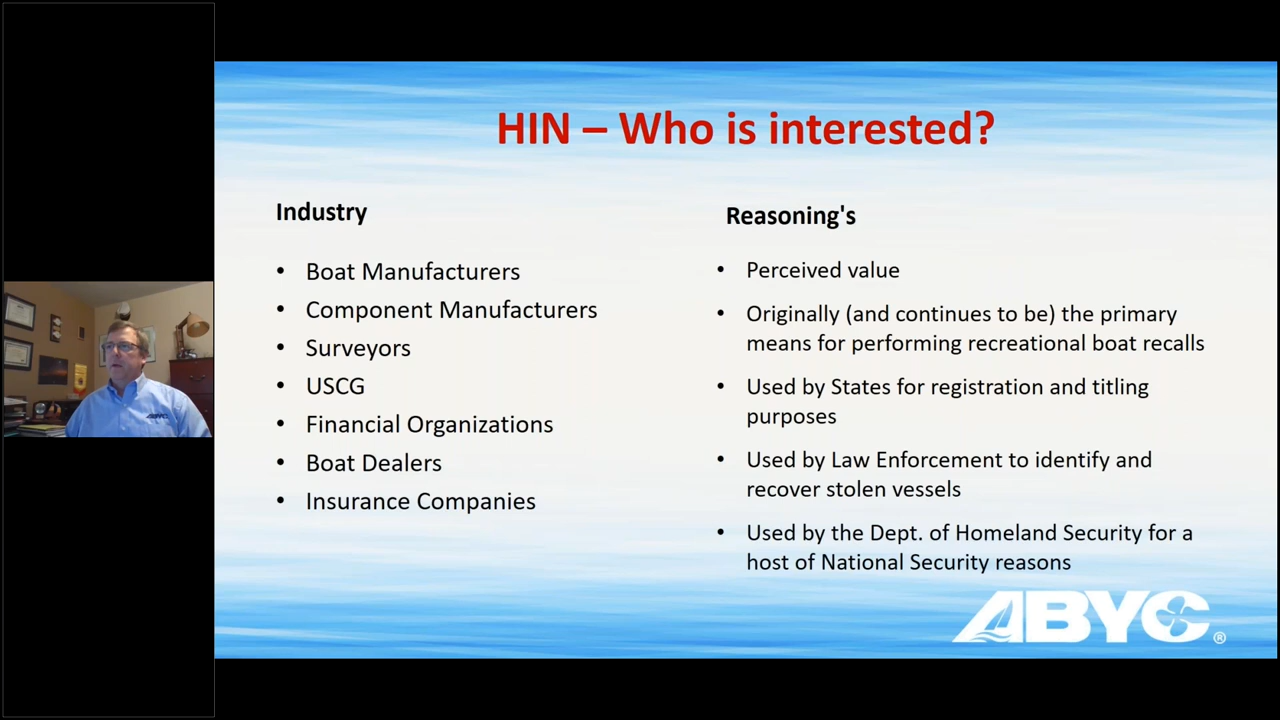 HIN – Who is interested?
Industry
• Boat Manufacturers
• Component Manufacturers
• Surveyors
• USCG
• Financial Organizations
• Boat Dealers
• Insurance Companies
Reasoning's
• Perceived value
• Originally (and continues to be) the primary
means for performing recreational boat recalls
• Used by States for registration and titling
purposes
• Used by Law Enforcement to identify and
recover stolen vessels
• Used by the Dept. of Homeland Security for a
host of National Security reasons
ABYC®
ABYC